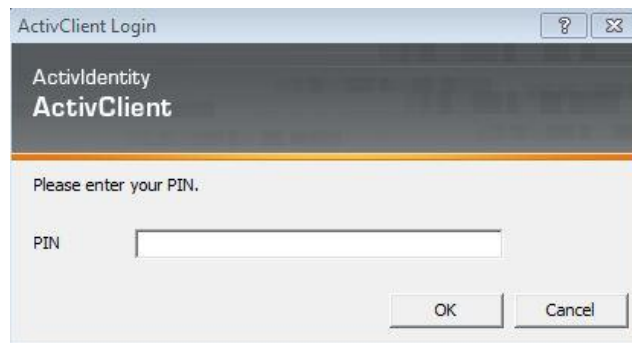 ActivClient Login
ActivIdentity
ActivClient
Please enter your PIN.
PIN
OK Cancel